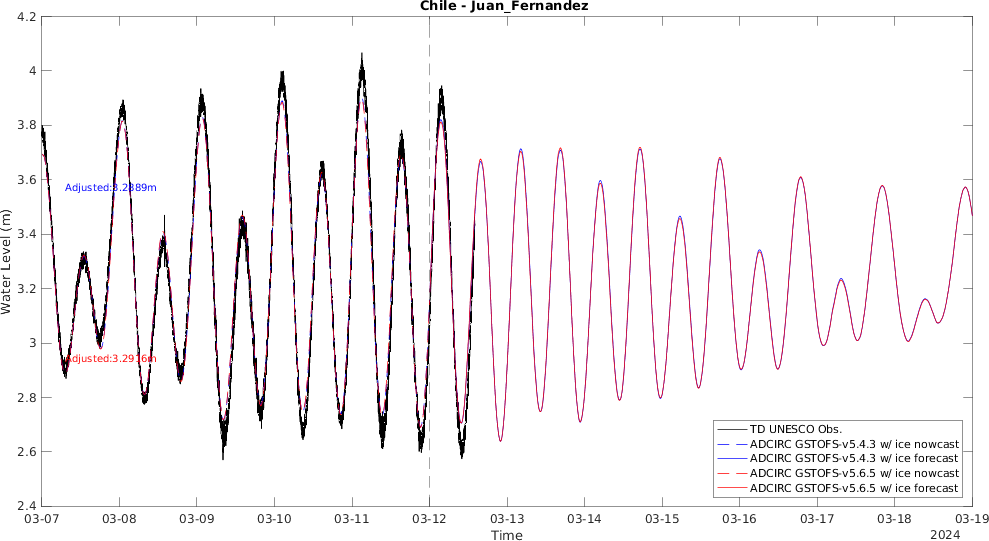 Chile - Juan_Fernandez
4.2
4
3.8
3.6
3.4
3.2
3
2.8
2.6
2.4
Water Level (m)
Adjusted:3.2889m
Adjusted:3.2916m
TD UNESCO Obs.
ADCIRC GSTOFS-v5.4.3 w/ ice nowcast
ADCIRC GSTOFS-v5.4.3 w/ ice forecast
ADCIRC GSTOFS-v5.6.5 w/ ice nowcast
ADCIRC GSTOFS-v5.6.5 w/ ice forecast
03-07 03-08 03-09 03-10 03-11 03-12 03-13 03-14 03-15 03-16 03-17 03-18 03-19
Time
2024